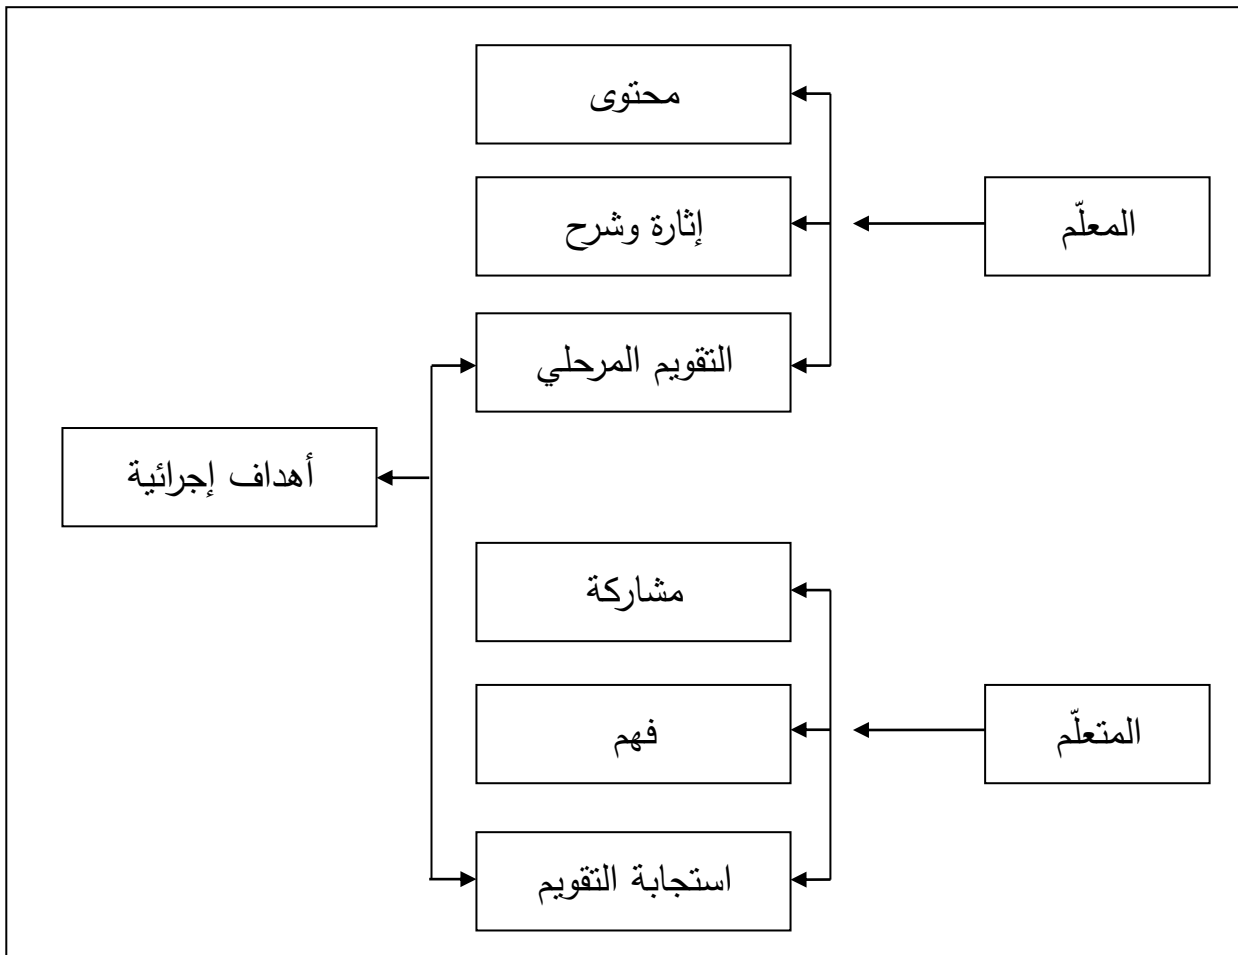 محتوى
إثارة وشرح
المعلّم
التقويم المرحلي
أهداف إجرائية
مشاركة
فهم
المتعلّم
استجابة التقويم